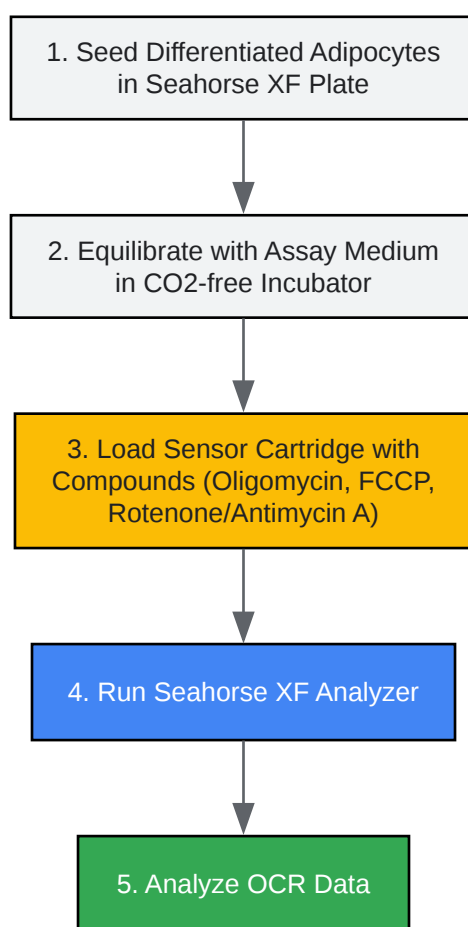 1. Seed Differentiated Adipocytes
in Seahorse XF Plate
2. Equilibrate with Assay Medium
in CO2-free Incubator
3. Load Sensor Cartridge with
Compounds (Oligomycin, FCCP,
Rotenone/Antimycin A)
4. Run Seahorse XF Analyzer
5. Analyze OCR Data